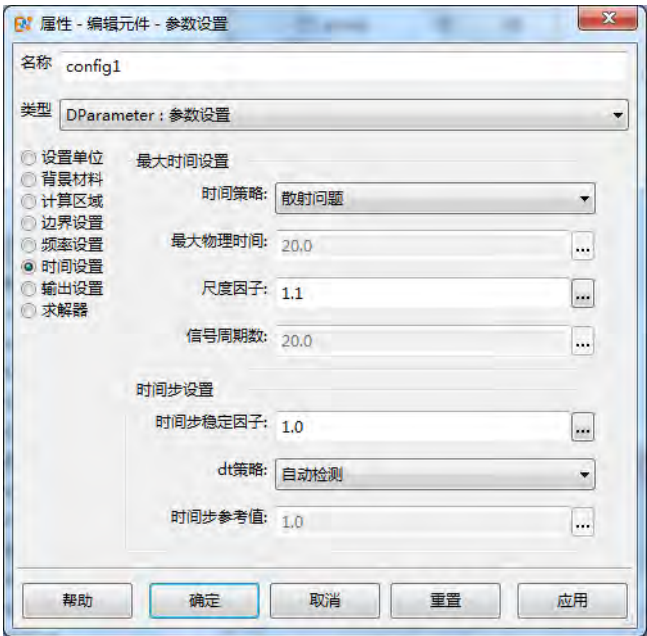 属性 - 编辑元件 - 参数设置
名称 config1
类型 DParameter : 参数设置
设置单位
背景材料
计算区域
边界设置
频率设置
时间设置
输出设置
求解器
最大时间设置
时间策略: 散射问题
最大物理时间: 20.0 ...
尺度因子: 1.1 ...
信号周期数: 20.0 ...
时间步设置
时间步稳定因子: 1.0 ...
dt策略: 自动检测
时间步参考值: 1.0 ...
帮助 确定 取消 重置 应用